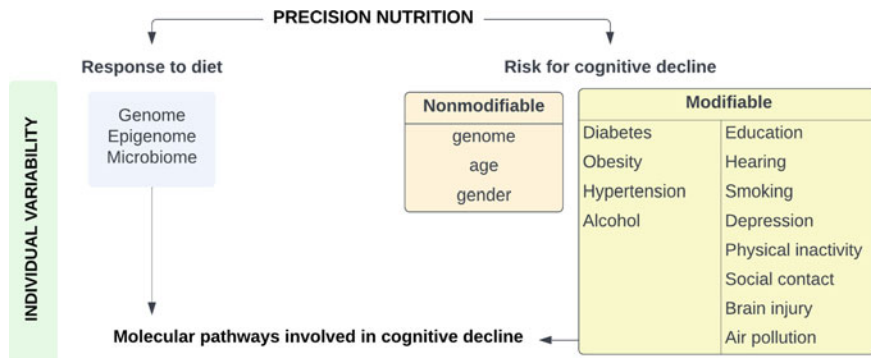 PRECISION NUTRITION
Response to diet
Risk for cognitive decline
INDIVIDUAL VARIABILITY
Genome
Epigenome
Microbiome
Nonmodifiable
genome
age
gender
Modifiable
Diabetes
Obesity
Hypertension
Alcohol
Education
Hearing
Smoking
Depression
Physical inactivity
Social contact
Brain injury
Air pollution
Molecular pathways involved in cognitive decline